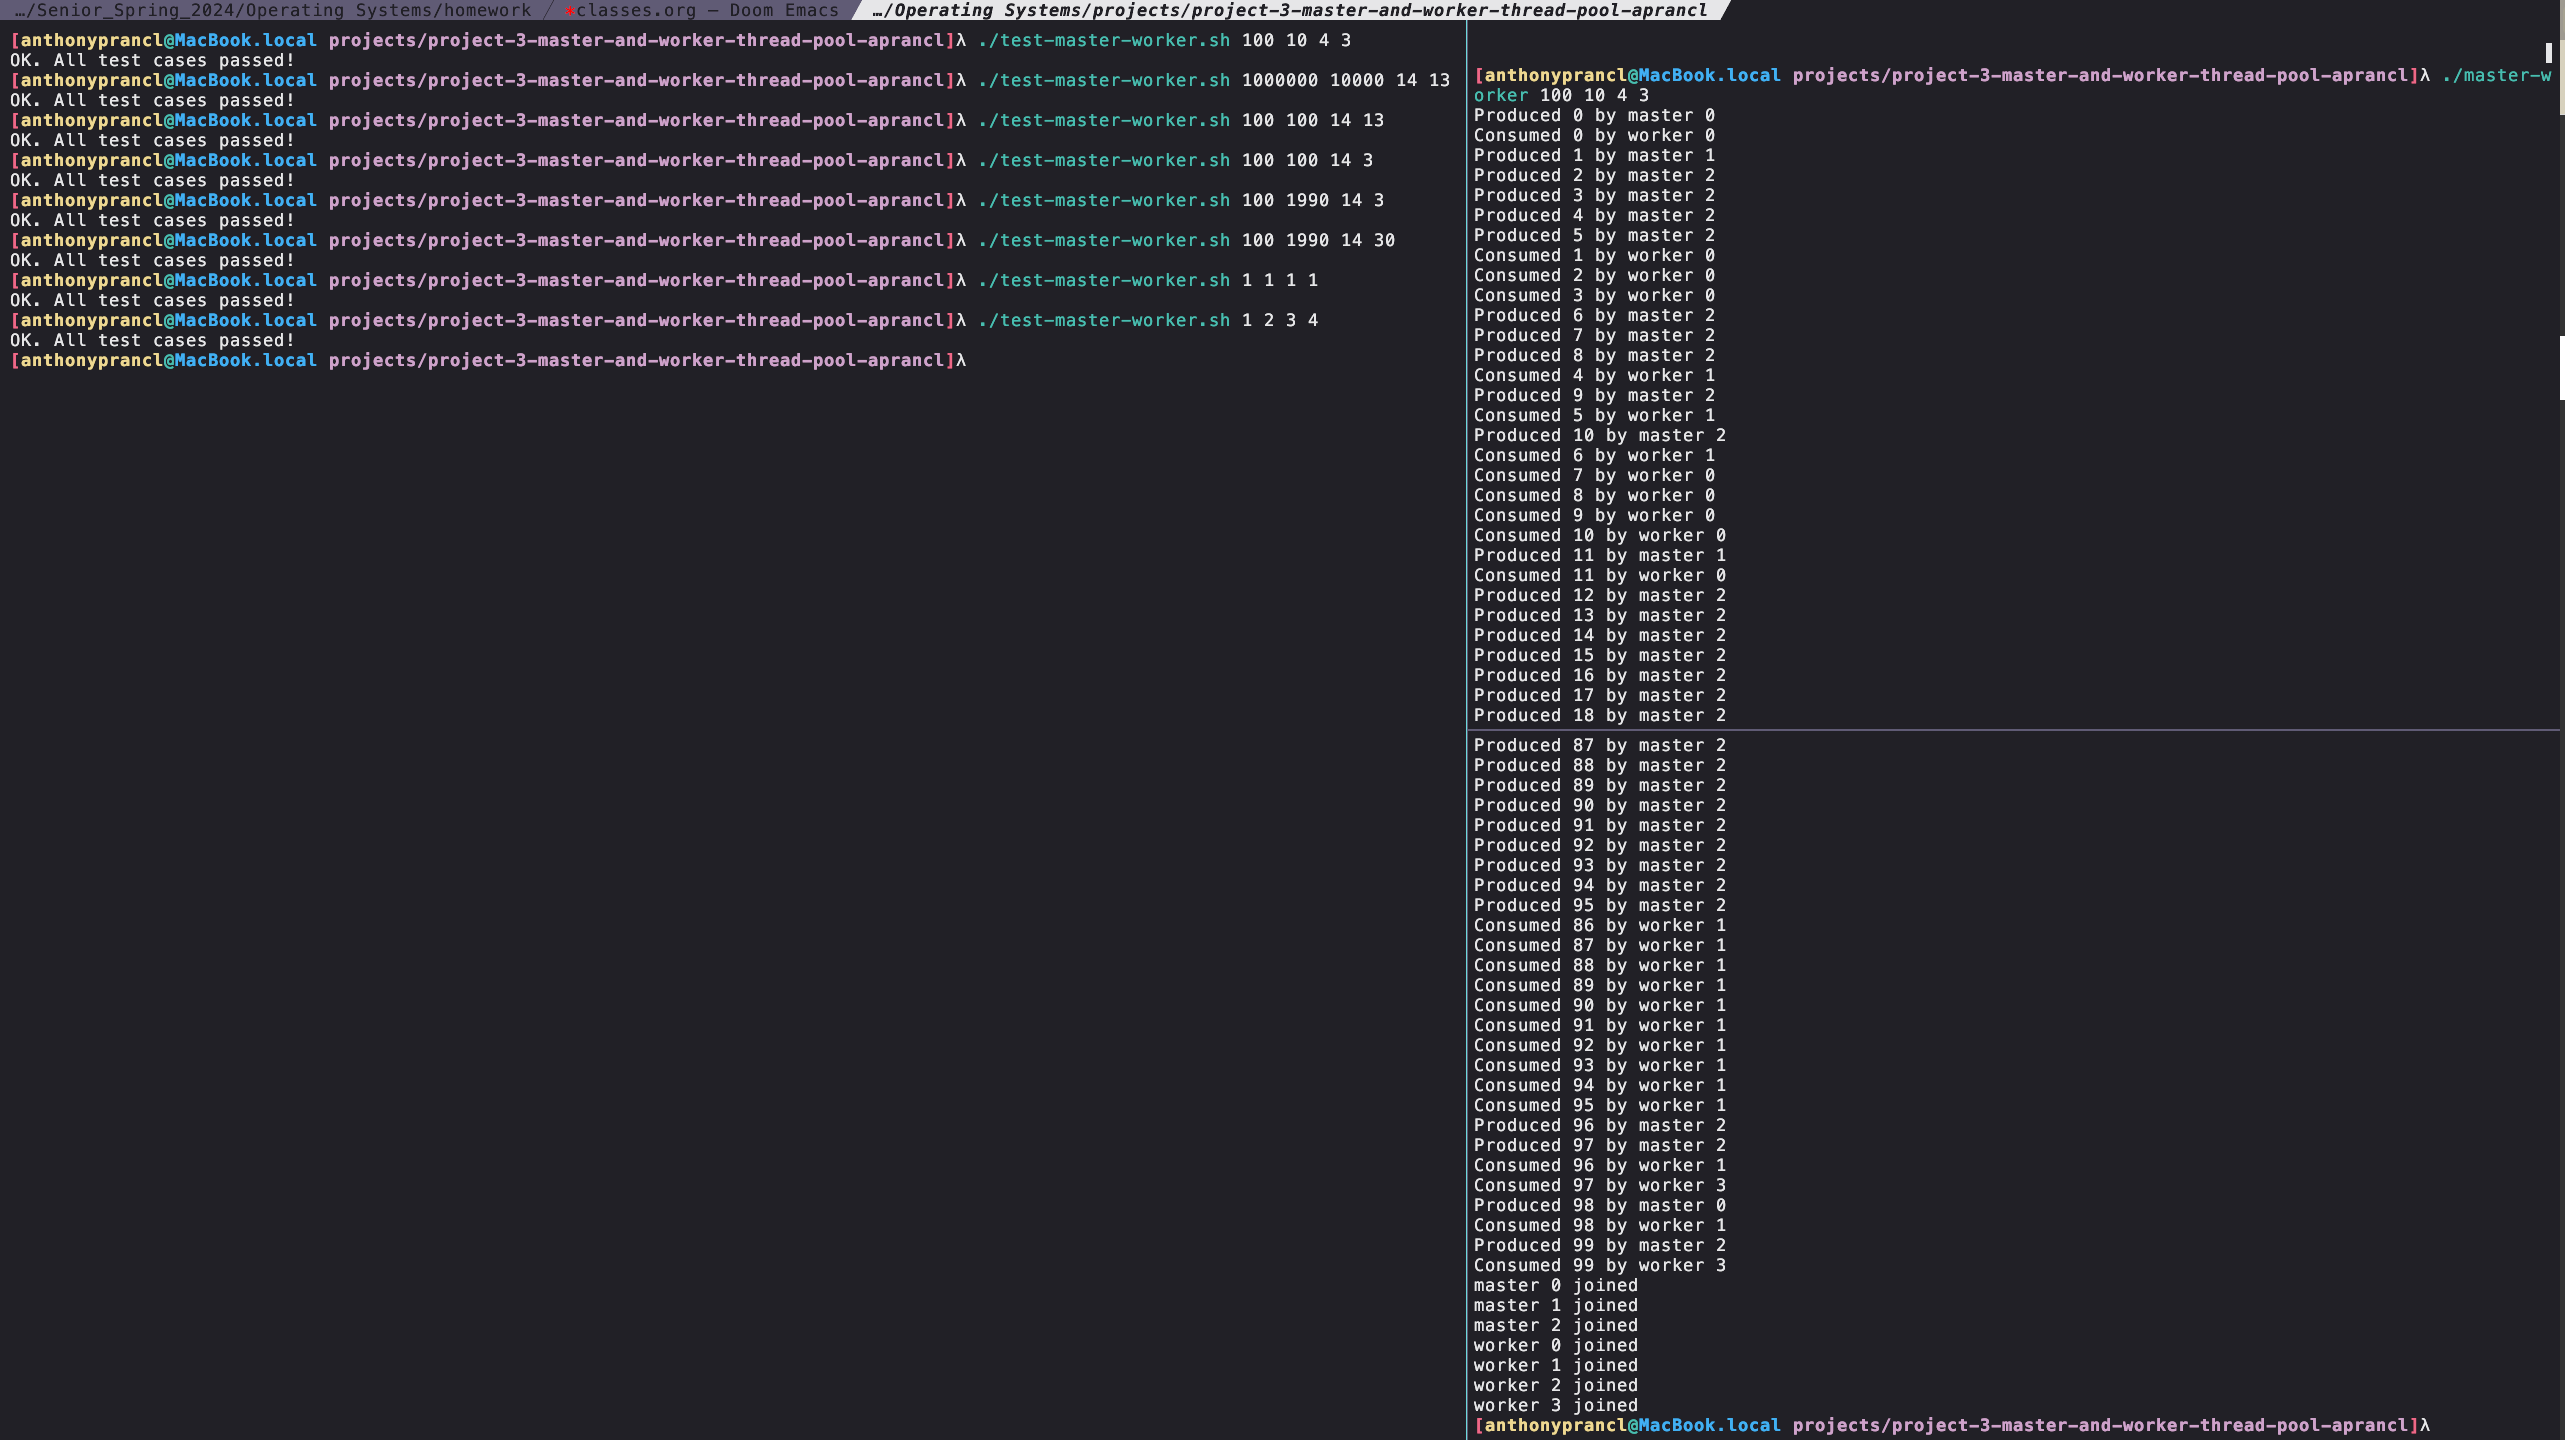 …/Senior_Spring_2024/Operating Systems/homework
*classes.org – Doom Emacs
…/Operating Systems/projects/project-3-master-and-worker-thread-pool-aprancl
[anthonyprancl@MacBook.local projects/project-3-master-and-worker-thread-pool-aprancl]λ ./test-master-worker.sh 100 10 4 3
OK. All test cases passed!
[anthonyprancl@MacBook.local projects/project-3-master-and-worker-thread-pool-aprancl]λ ./test-master-worker.sh 1000000 10000 14 13
OK. All test cases passed!
[anthonyprancl@MacBook.local projects/project-3-master-and-worker-thread-pool-aprancl]λ ./test-master-worker.sh 100 100 14 13
OK. All test cases passed!
[anthonyprancl@MacBook.local projects/project-3-master-and-worker-thread-pool-aprancl]λ ./test-master-worker.sh 100 100 14 3
OK. All test cases passed!
[anthonyprancl@MacBook.local projects/project-3-master-and-worker-thread-pool-aprancl]λ ./test-master-worker.sh 100 1990 14 3
OK. All test cases passed!
[anthonyprancl@MacBook.local projects/project-3-master-and-worker-thread-pool-aprancl]λ ./test-master-worker.sh 100 1990 14 30
OK. All test cases passed!
[anthonyprancl@MacBook.local projects/project-3-master-and-worker-thread-pool-aprancl]λ ./test-master-worker.sh 1 1 1 1
OK. All test cases passed!
[anthonyprancl@MacBook.local projects/project-3-master-and-worker-thread-pool-aprancl]λ ./test-master-worker.sh 1 2 3 4
OK. All test cases passed!
[anthonyprancl@MacBook.local projects/project-3-master-and-worker-thread-pool-aprancl]λ
[anthonyprancl@MacBook.local projects/project-3-master-and-worker-thread-pool-aprancl]λ ./master-w
orker 100 10 4 3
Produced 0 by master 0
Consumed 0 by worker 0
Produced 1 by master 1
Produced 2 by master 2
Produced 3 by master 2
Produced 4 by master 2
Produced 5 by master 2
Consumed 1 by worker 0
Consumed 2 by worker 0
Consumed 3 by worker 0
Produced 6 by master 2
Produced 7 by master 2
Produced 8 by master 2
Consumed 4 by worker 1
Produced 9 by master 2
Consumed 5 by worker 1
Produced 10 by master 2
Consumed 6 by worker 1
Consumed 7 by worker 0
Consumed 8 by worker 0
Consumed 9 by worker 0
Consumed 10 by worker 0
Produced 11 by master 1
Consumed 11 by worker 0
Produced 12 by master 2
Produced 13 by master 2
Produced 14 by master 2
Produced 15 by master 2
Produced 16 by master 2
Produced 17 by master 2
Produced 18 by master 2
Produced 87 by master 2
Produced 88 by master 2
Produced 89 by master 2
Produced 90 by master 2
Produced 91 by master 2
Produced 92 by master 2
Produced 93 by master 2
Produced 94 by master 2
Produced 95 by master 2
Consumed 86 by worker 1
Consumed 87 by worker 1
Consumed 88 by worker 1
Consumed 89 by worker 1
Consumed 90 by worker 1
Consumed 91 by worker 1
Consumed 92 by worker 1
Consumed 93 by worker 1
Consumed 94 by worker 1
Consumed 95 by worker 1
Produced 96 by master 2
Produced 97 by master 2
Consumed 96 by worker 1
Consumed 97 by worker 3
Produced 98 by master 0
Consumed 98 by worker 1
Produced 99 by master 2
Consumed 99 by worker 3
master 0 joined
master 1 joined
master 2 joined
worker 0 joined
worker 1 joined
worker 2 joined
worker 3 joined
[anthonyprancl@MacBook.local projects/project-3-master-and-worker-thread-pool-aprancl]λ